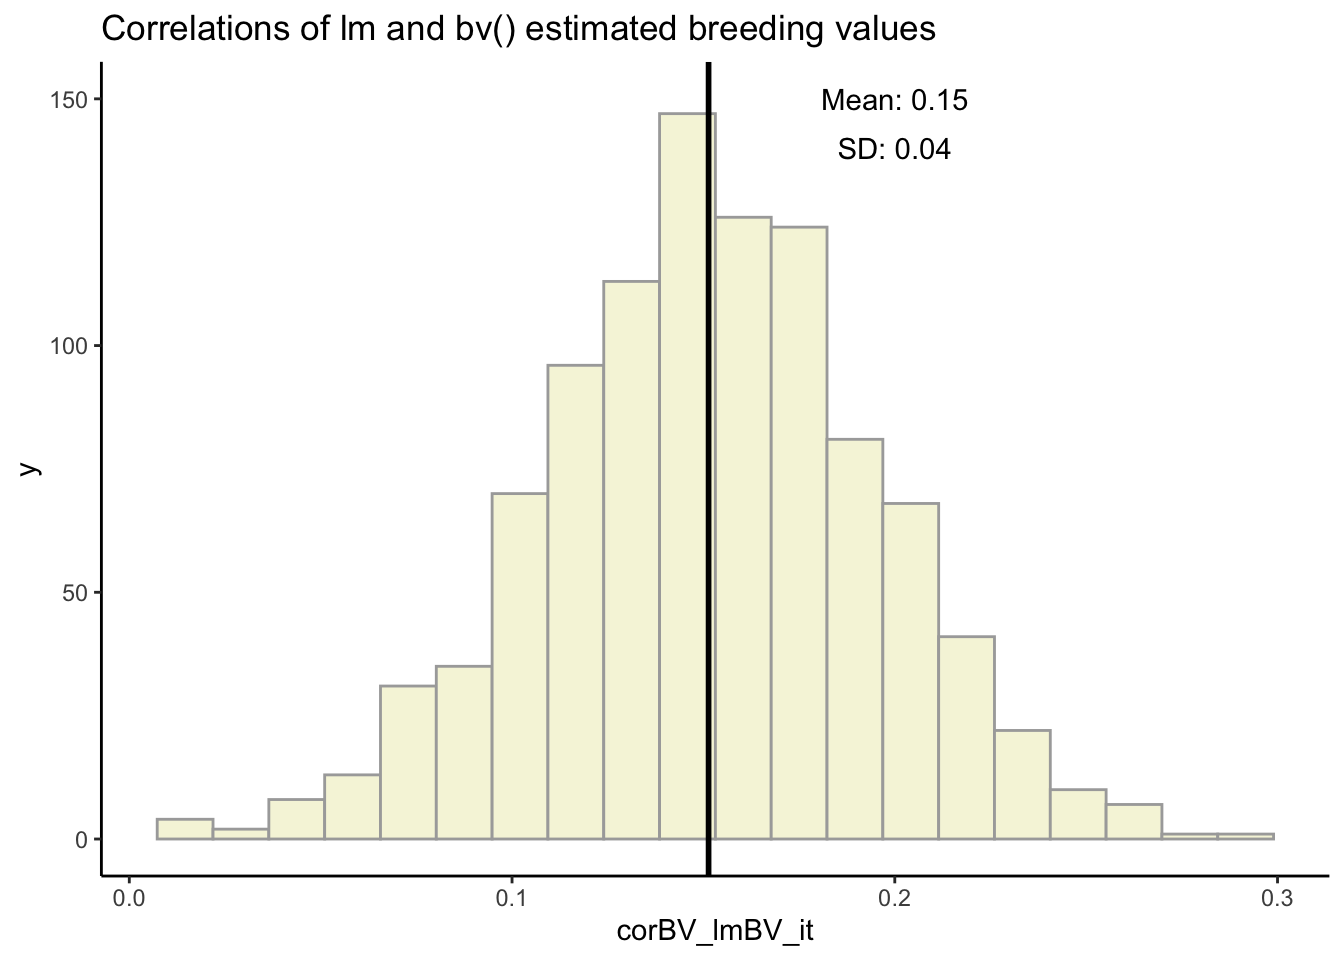 Correlations of lm and bv() estimated breeding values
Mean: 0.15
SD: 0.04
150
100
50
0
y
0.0 0.1 0.2 0.3
corBV_lmBV_it